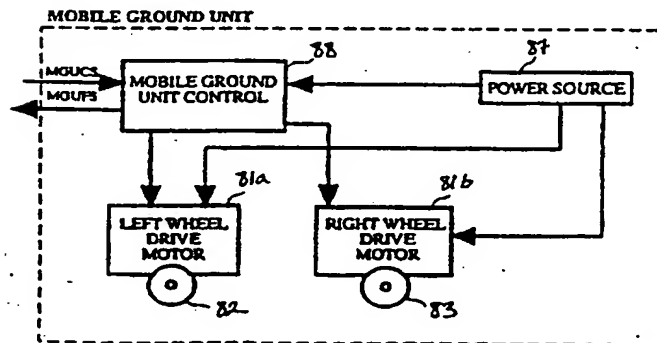 MOBILE GROUND UNIT
88
87
MGUCS
MOBILE GROUND
UNIT CONTROL
POWER SOURCE
MGUFS
81a
81b
LEFT WHEEL
DRIVE
MOTOR
RIGHT WHEEL
DRIVE
MOTOR
82
83